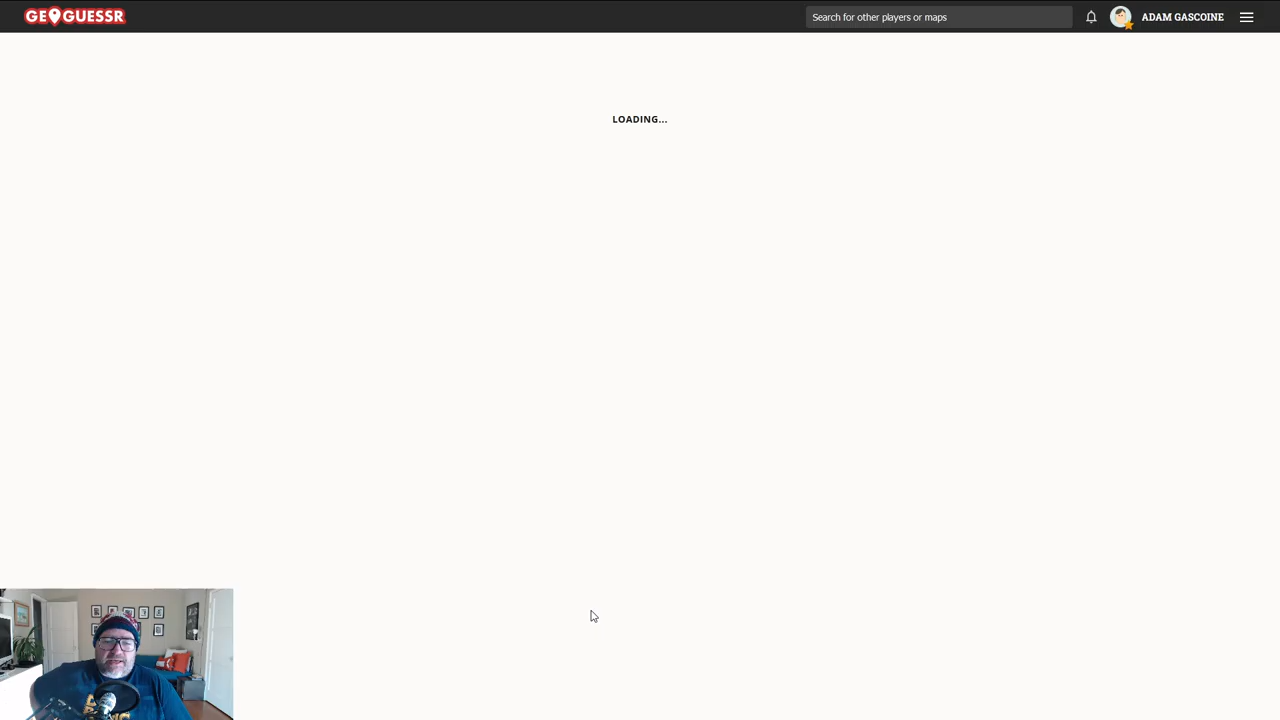 GEOGUESSR
Search for other players or maps
ADAM GASCOINE
LOADING...